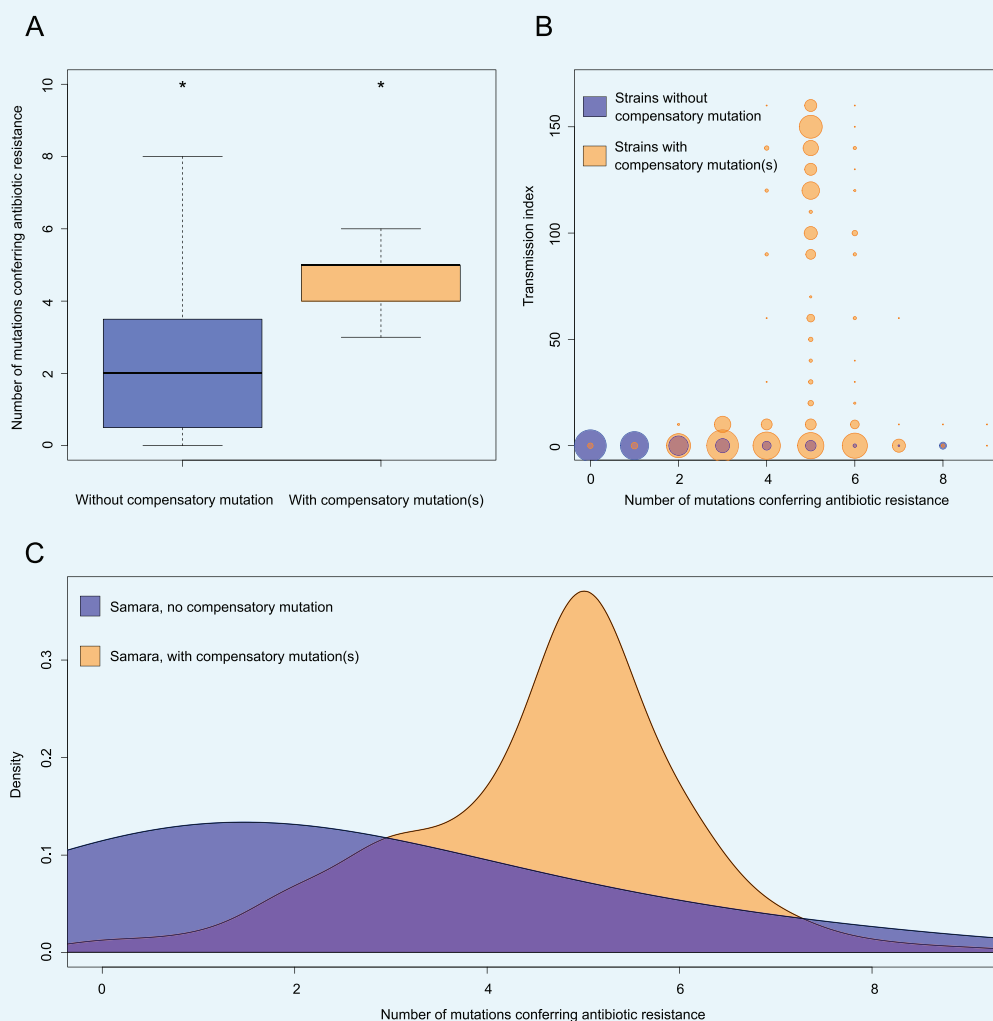 A
Number of mutations conferring antibiotic resistance
10
8
6
4
2
0
*
*
Without compensatory mutation
With compensatory mutation(s)
B
Transmission index
150
100
50
0
Strains without
compensatory mutation
Strains with
compensatory mutation(s)
0
2
4
6
8
Number of mutations conferring antibiotic resistance
C
Density
0.3
0.2
0.1
0.0
Samara, no compensatory mutation
Samara, with compensatory mutation(s)
0
2
4
6
8
Number of mutations conferring antibiotic resistance